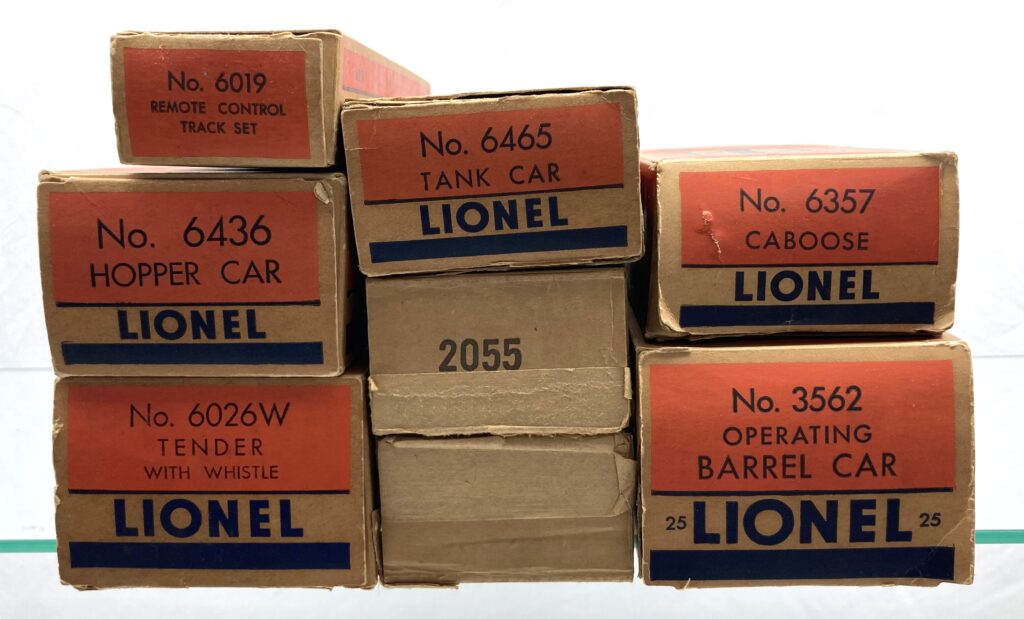 No. 6019
REMOTE CONTROL
TRACK SET
No. 6465
TANK CAR
LIONEL
No. 6357
CABOOSE
LIONEL
No. 6436
HOPPER CAR
LIONEL
2055
No. 6026W
TENDER
WITH WHISTLE
LIONEL
No. 3562
OPERATING
BARREL CAR
25 LIONEL 25